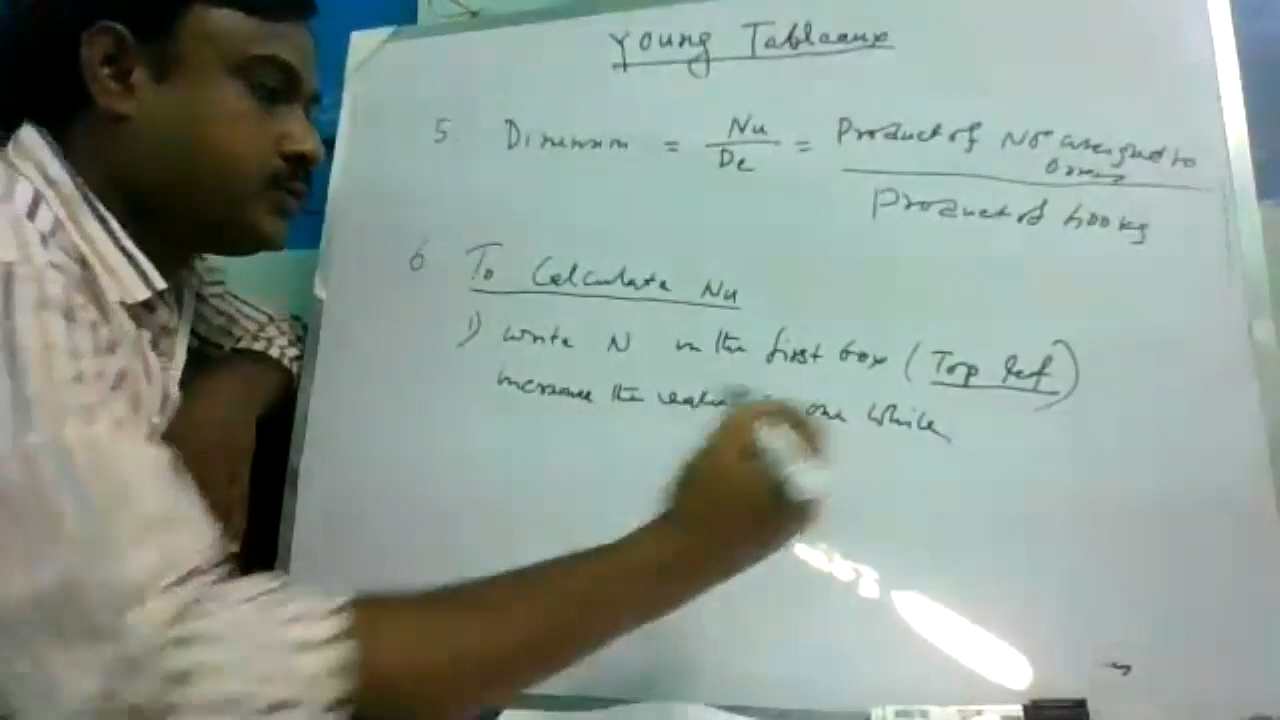 Young Tableaux
5. Dimension = Nu / De = Product of Nos assigned to Boxes / Product of hooks
6 To Calculate Nu
1) Write N in the first box (Top left)
increase the value one while